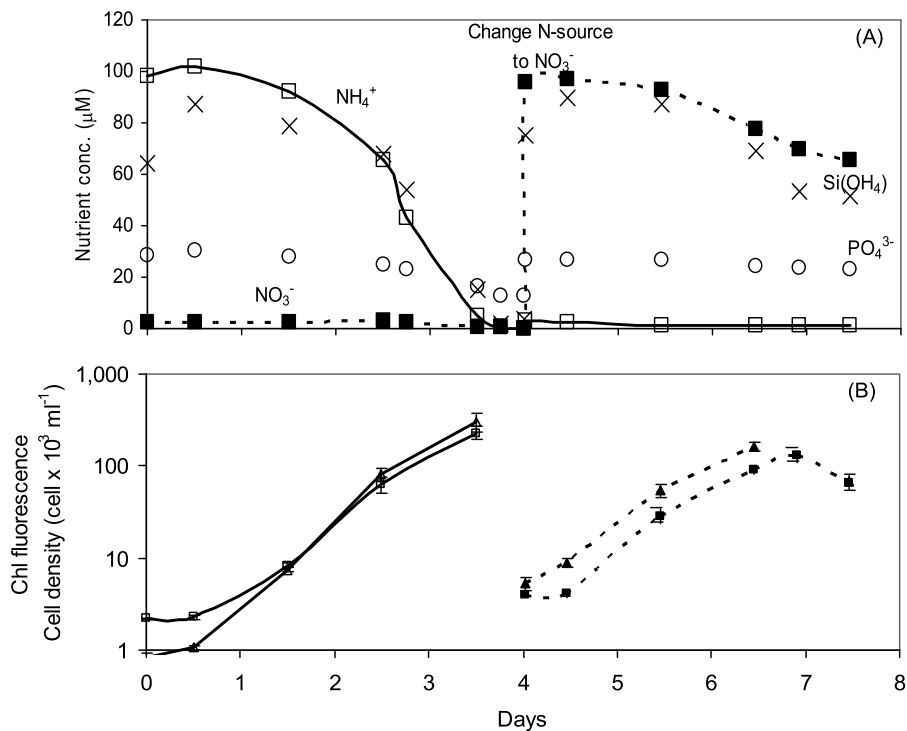 120
100
80
60
40
20
0
Nutrient conc. (μM)
Change N-source
to NO₃⁻
(A)
NH₄⁺
NO₃⁻
Si(OH₄)
PO₄³⁻
1,000
100
10
1
Chl fluorescence
Cell density (cell x 10³ ml⁻¹)
(B)
0 1 2 3 4 5 6 7 8
Days